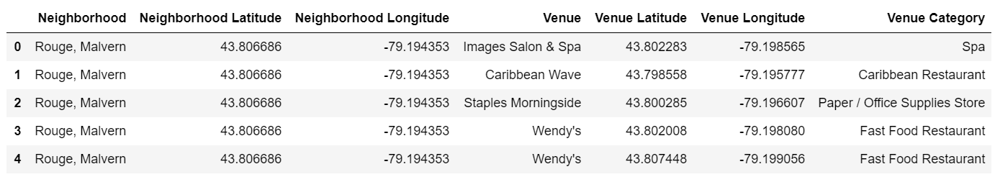 Neighborhood Neighborhood Latitude Neighborhood Longitude Venue Venue Latitude Venue Longitude Venue Category
0 Rouge, Malvern 43.806686 -79.194353 Images Salon & Spa 43.802283 -79.198565 Spa
1 Rouge, Malvern 43.806686 -79.194353 Caribbean Wave 43.798558 -79.195777 Caribbean Restaurant
2 Rouge, Malvern 43.806686 -79.194353 Staples Morningside 43.800285 -79.196607 Paper / Office Supplies Store
3 Rouge, Malvern 43.806686 -79.194353 Wendy's 43.802008 -79.198080 Fast Food Restaurant
4 Rouge, Malvern 43.806686 -79.194353 Wendy's 43.807448 -79.199056 Fast Food Restaurant